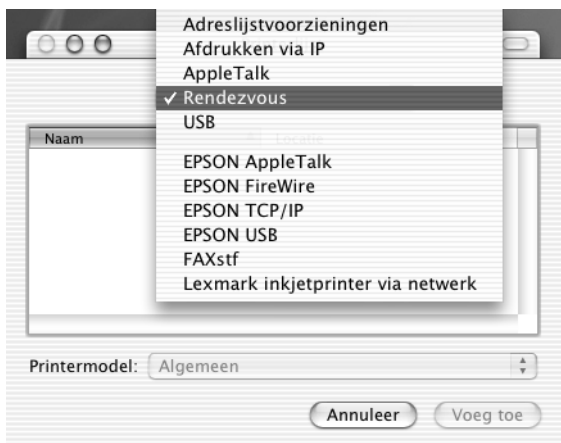 Adreslijstvoorzieningen
Afdrukken via IP
AppleTalk
✓ Rendezvous
USB
EPSON AppleTalk
EPSON FireWire
EPSON TCP/IP
EPSON USB
FAXstf
Lexmark inkjetprinter via netwerk
Naam Locatie
Printermodel: Algemeen
Annuleer Voeg toe